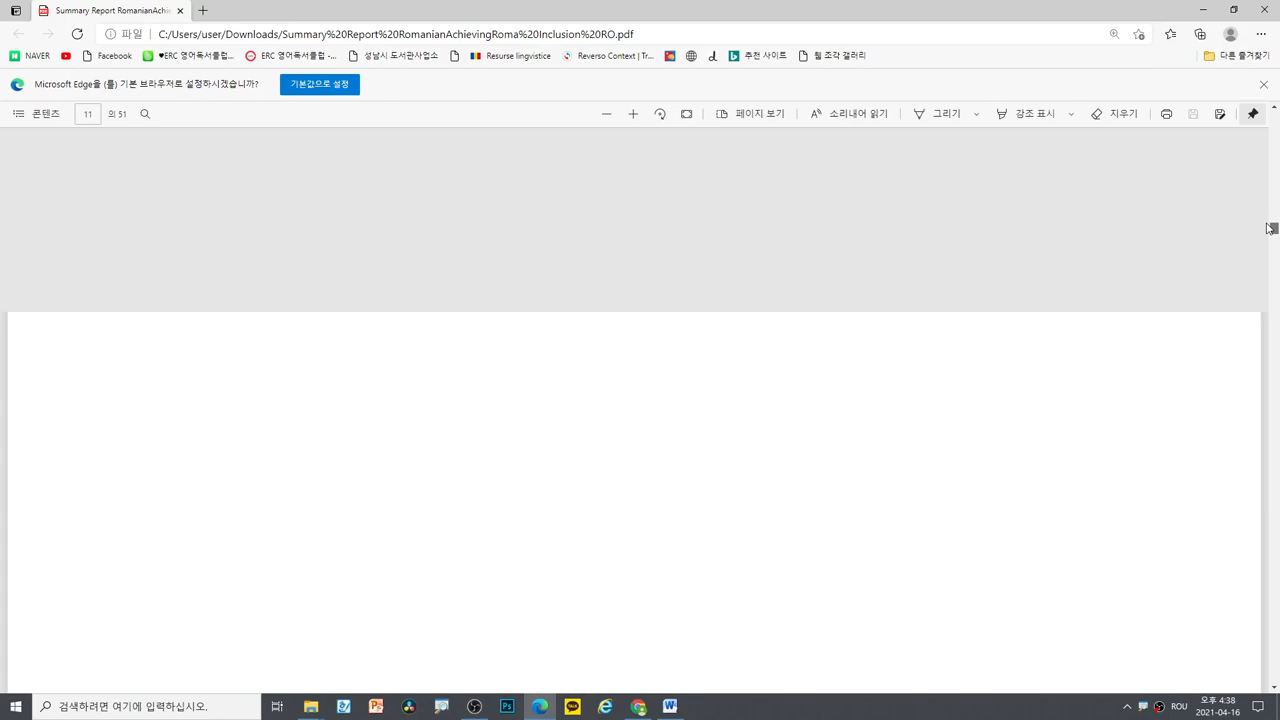 Summary Report RomanianAchie
파일 C:/Users/user/Downloads/Summary%20Report%20RomanianAchievingRoma%20Inclusion%20RO.pdf
NAVER Facebook ♥ERC 영어독서클럽... ERC 영어독서클럽 -... 성남시 도서관사업소 Resurse lingvistice Reverso Context | Tr... 추천 사이트 웹 조각 갤러리 다른 즐겨찾기
Microsoft Edge을 (를) 기본 브라우저로 설정하시겠습니까? 기본값으로 설정
콘텐츠 11 의 51 페이지 보기 소리내어 읽기 그리기 강조 표시 지우기
검색하려면 여기에 입력하십시오. ROU 오후 4:38
2021-04-16